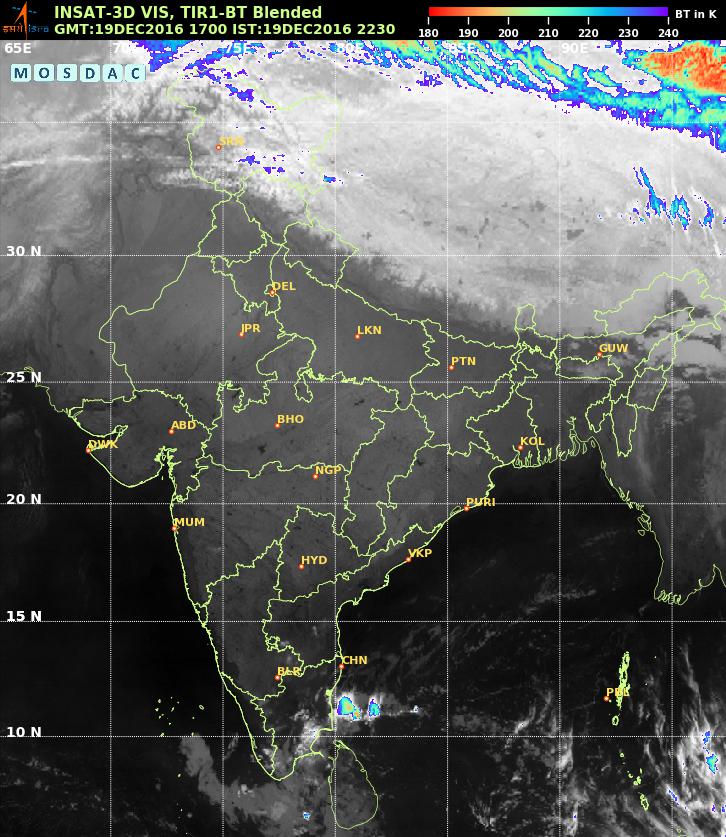 INSAT-3D VIS, TIR1-BT Blended
GMT:19DEC2016 1700 IST:19DEC2016 2230
BT in K
180 190 200 210 220 230 240
65E 70E 75E 80E 85E 90E
MOSDAC
SRN
30 N
DEL
JPR LKN
GUW
PTN
25 N
ABD BHO
DWK KOL
NGP
20 N
PURI
MUM
VKP
HYD
15 N
CHN
BLR
10 N